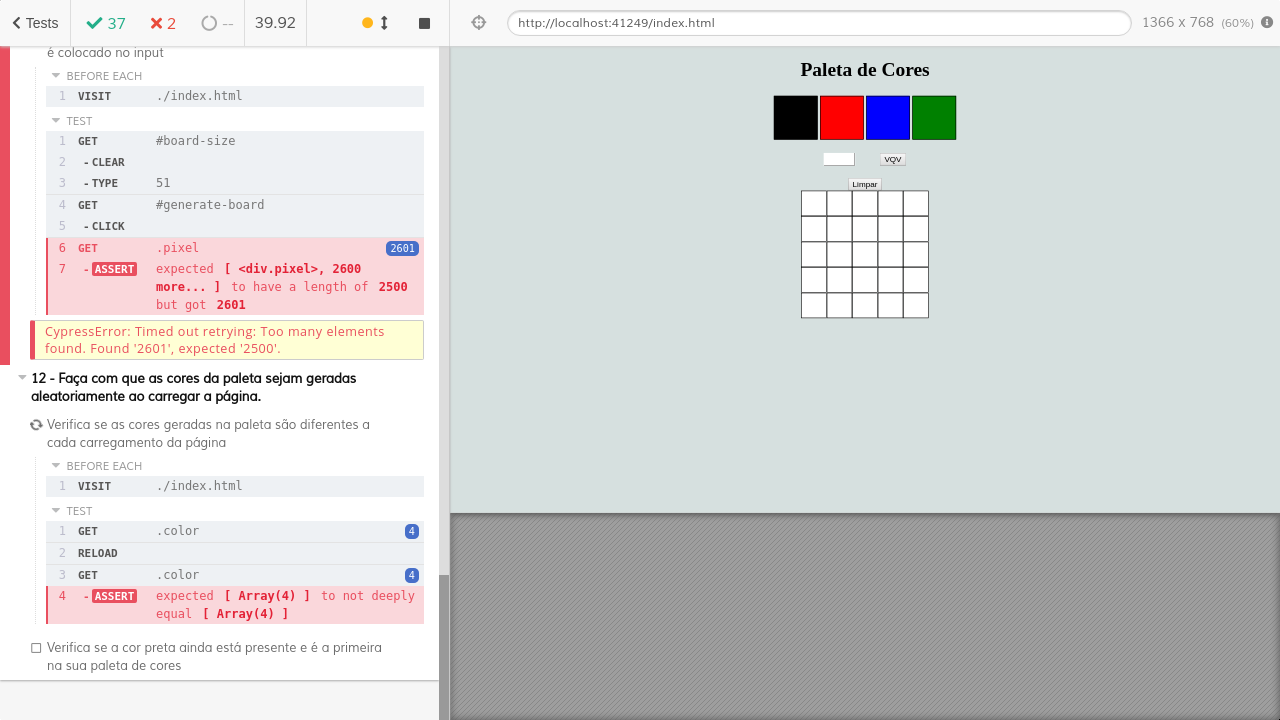 Tests
37
2
--
39.92
http://localhost:41249/index.html
1366 x 768 (60%)
é colocado no input
BEFORE EACH
1 VISIT ./index.html
TEST
1 GET #board-size
2 - CLEAR
3 - TYPE 51
4 GET #generate-board
5 - CLICK
6 GET .pixel 2601
7 - ASSERT expected [ <div.pixel>, 2600
more... ] to have a length of 2500
but got 2601
CypressError: Timed out retrying: Too many elements
found. Found '2601', expected '2500'.
12 - Faça com que as cores da paleta sejam geradas
aleatoriamente ao carregar a página.
Verifica se as cores geradas na paleta são diferentes a
cada carregamento da página
BEFORE EACH
1 VISIT ./index.html
TEST
1 GET .color 4
2 RELOAD
3 GET .color 4
4 - ASSERT expected [ Array(4) ] to not deeply
equal [ Array(4) ]
Verifica se a cor preta ainda está presente e é a primeira
na sua paleta de cores
Paleta de Cores
VQV
Limpar